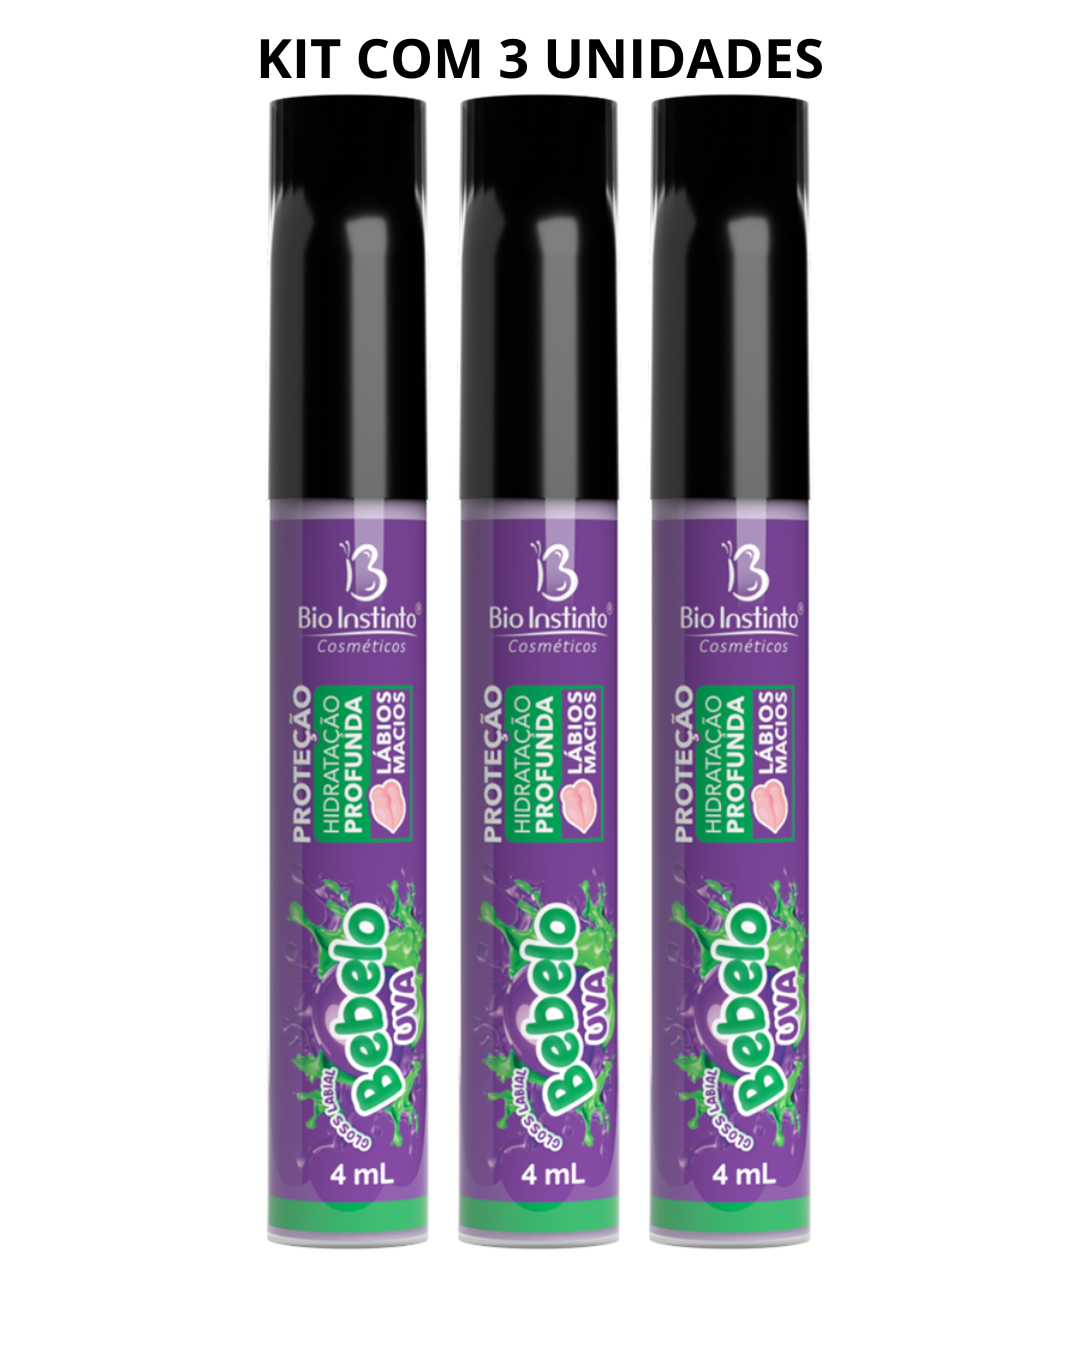 KIT COM 3 UNIDADES
Bio Instinto®
Cosméticos
PROTEÇÃO
HIDRATAÇÃO
PROFUNDA
LÁBIOS
MACIOS
GLOSS LABIAL
Bebelo
UVA
4 mL
Bio Instinto®
Cosméticos
PROTEÇÃO
HIDRATAÇÃO
PROFUNDA
LÁBIOS
MACIOS
GLOSS LABIAL
Bebelo
UVA
4 mL
Bio Instinto®
Cosméticos
PROTEÇÃO
HIDRATAÇÃO
PROFUNDA
LÁBIOS
MACIOS
GLOSS LABIAL
Bebelo
UVA
4 mL